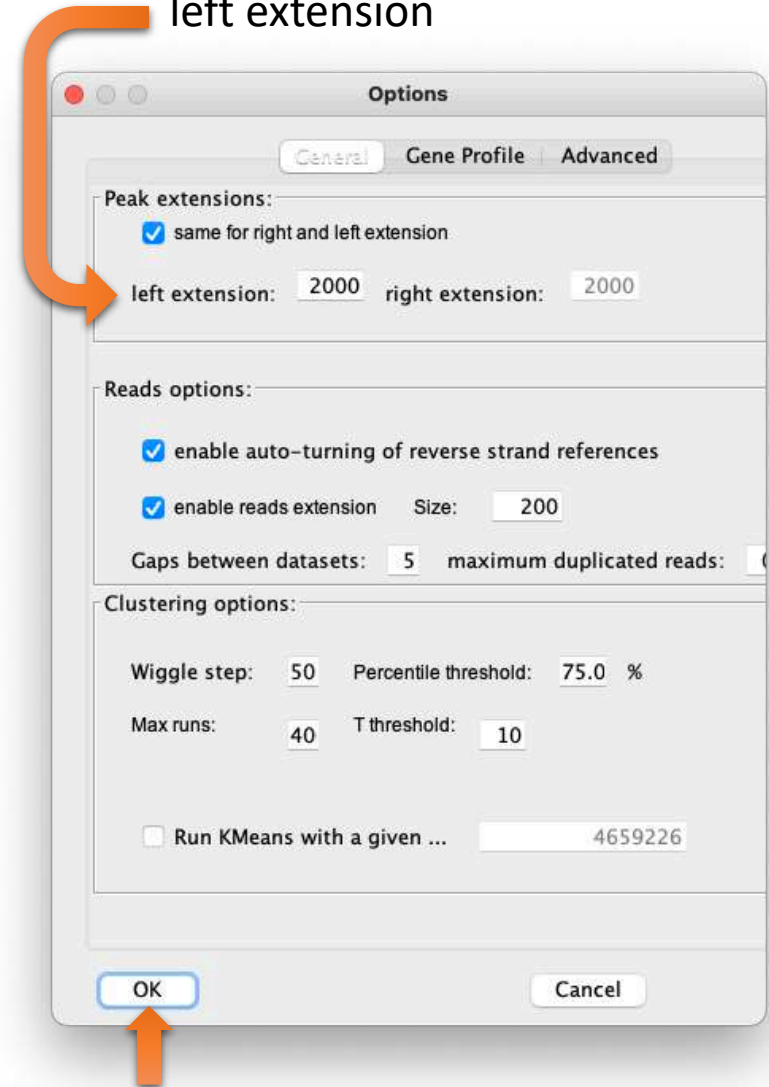 left extension
Options
General Gene Profile Advanced
Peak extensions:
same for right and left extension
left extension: 2000 right extension: 2000
Reads options:
enable auto-turning of reverse strand references
enable reads extension Size: 200
Gaps between datasets: 5 maximum duplicated reads:
Clustering options:
Wiggle step: 50 Percentile threshold: 75.0 %
Max runs: 40 T threshold: 10
Run KMeans with a given ... 4659226
OK Cancel